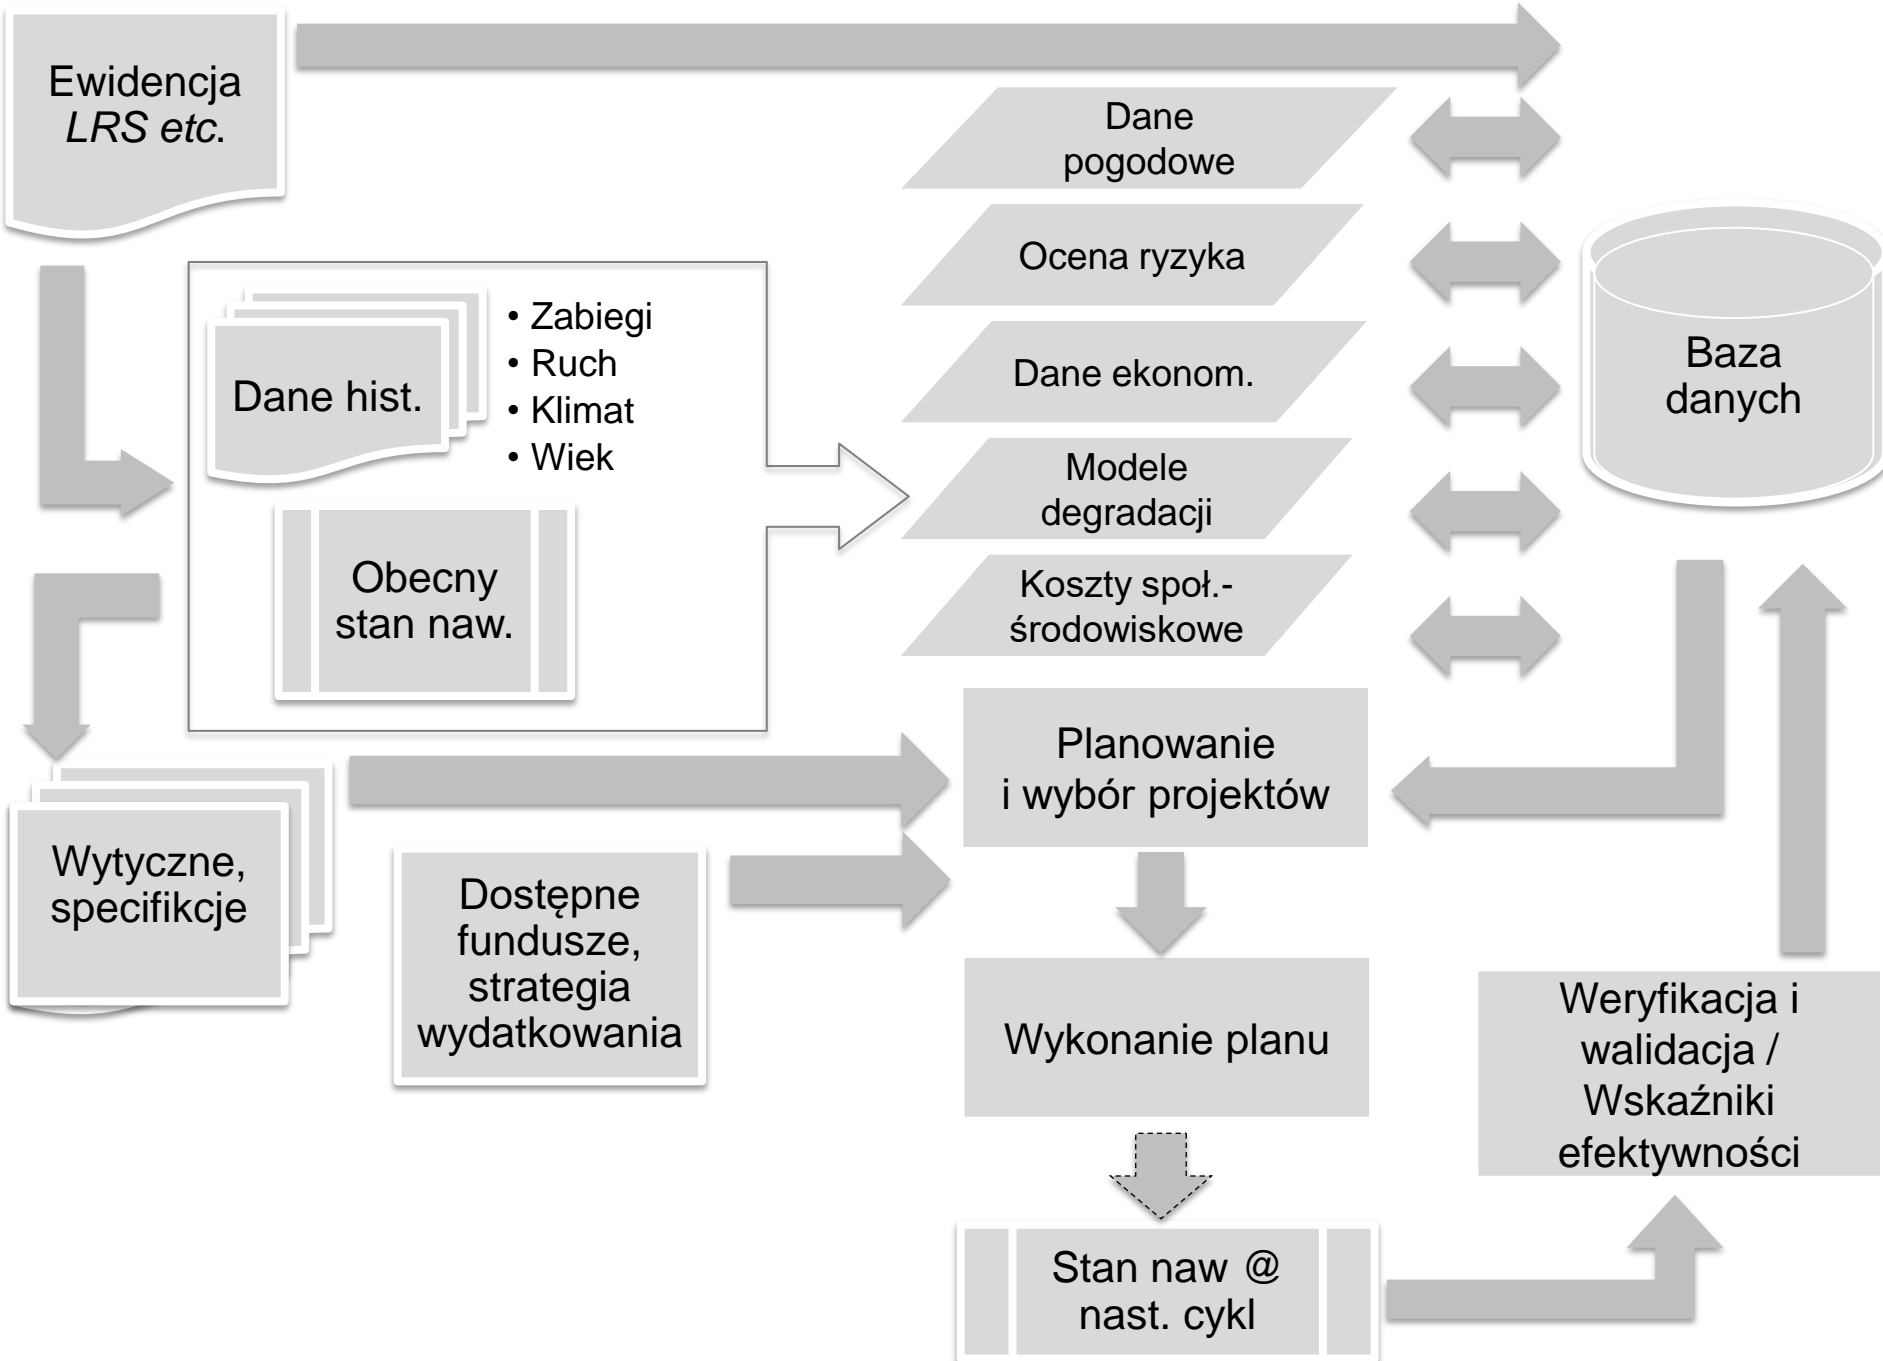 Ewidencja
LRS etc.
Dane
pogodowe
Ocena ryzyka
Dane ekonom.
Modele
degradacji
Koszty społ.-
środowiskowe
Baza
danych
Dane hist.
• Zabiegi
• Ruch
• Klimat
• Wiek
Obecny
stan naw.
Wytyczne,
specifikcje
Dostępne
fundusze,
strategia
wydatkowania
Planowanie
i wybór projektów
Wykonanie planu
Stan naw @
nast. cykl
Weryfikacja i
walidacja /
Wskaźniki
efektywności